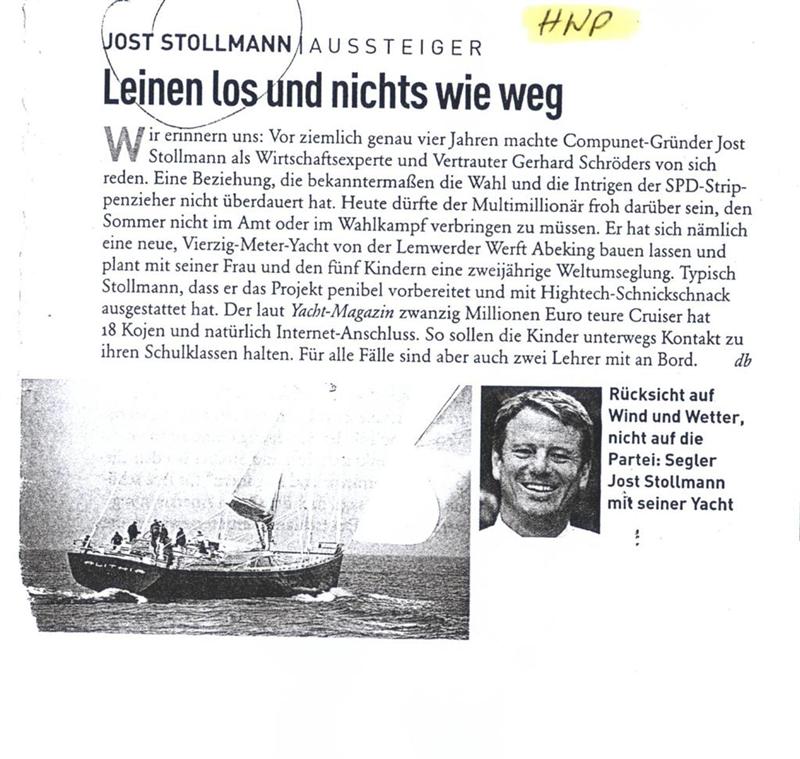 HNP
JOST STOLLMANN | AUSSTEIGER
Leinen los und nichts wie weg
Wir erinnern uns: Vor ziemlich genau vier Jahren machte Compunet-Gründer Jost
Stollmann als Wirtschaftsexperte und Vertrauter Gerhard Schröders von sich
reden. Eine Beziehung, die bekanntermaßen die Wahl und die Intrigen der SPD-Strip-
penzieher nicht überdauert hat. Heute dürfte der Multimillionär froh darüber sein, den
Sommer nicht im Amt oder im Wahlkampf verbringen zu müssen. Er hat sich nämlich
eine neue, Vierzig-Meter-Yacht von der Lemwerder Werft Abeking bauen lassen und
plant mit seiner Frau und den fünf Kindern eine zweijährige Weltumseglung. Typisch
Stollmann, dass er das Projekt penibel vorbereitet und mit Hightech-Schnickschnack
ausgestattet hat. Der laut Yacht-Magazin zwanzig Millionen Euro teure Cruiser hat
18 Kojen und natürlich Internet-Anschluss. So sollen die Kinder unterwegs Kontakt zu
ihren Schulklassen halten. Für alle Fälle sind aber auch zwei Lehrer mit an Bord. db
ALITHIA
Rücksicht auf
Wind und Wetter,
nicht auf die
Partei: Segler
Jost Stollmann
mit seiner Yacht